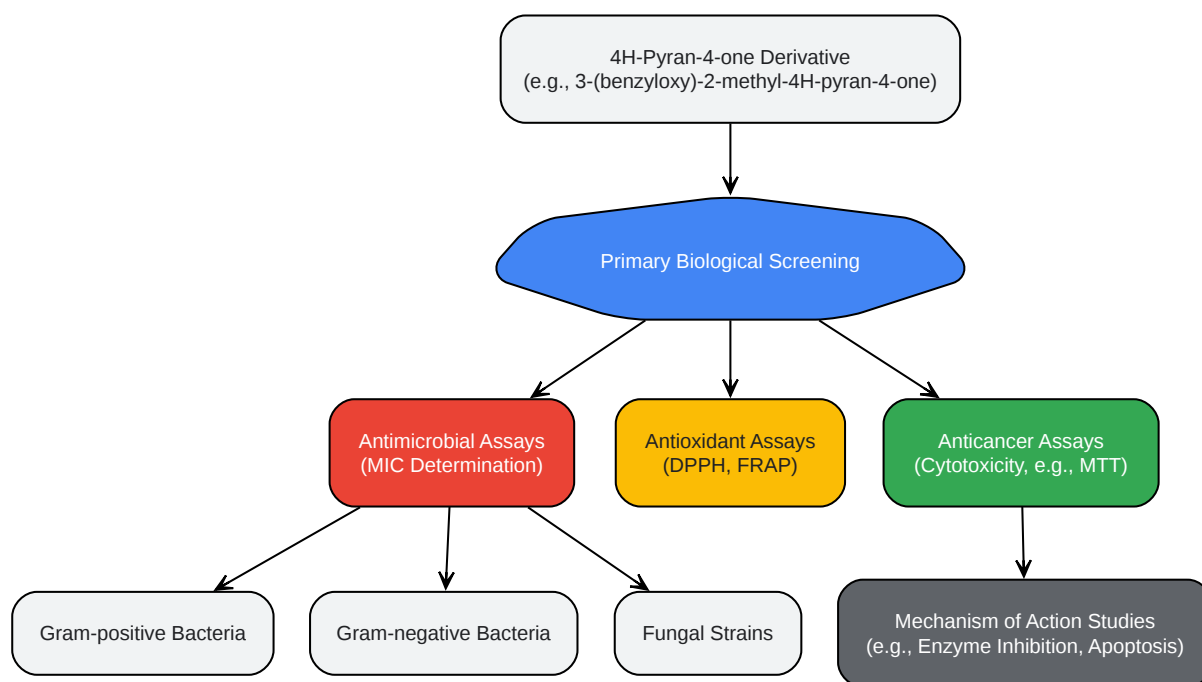 4H-Pyran-4-one Derivative
(e.g., 3-(benzyloxy)-2-methyl-4H-pyran-4-one)
Primary Biological Screening
Antimicrobial Assays
(MIC Determination)
Antioxidant Assays
(DPPH, FRAP)
Anticancer Assays
(Cytotoxicity, e.g., MTT)
Gram-positive Bacteria
Gram-negative Bacteria
Fungal Strains
Mechanism of Action Studies
(e.g., Enzyme Inhibition, Apoptosis)